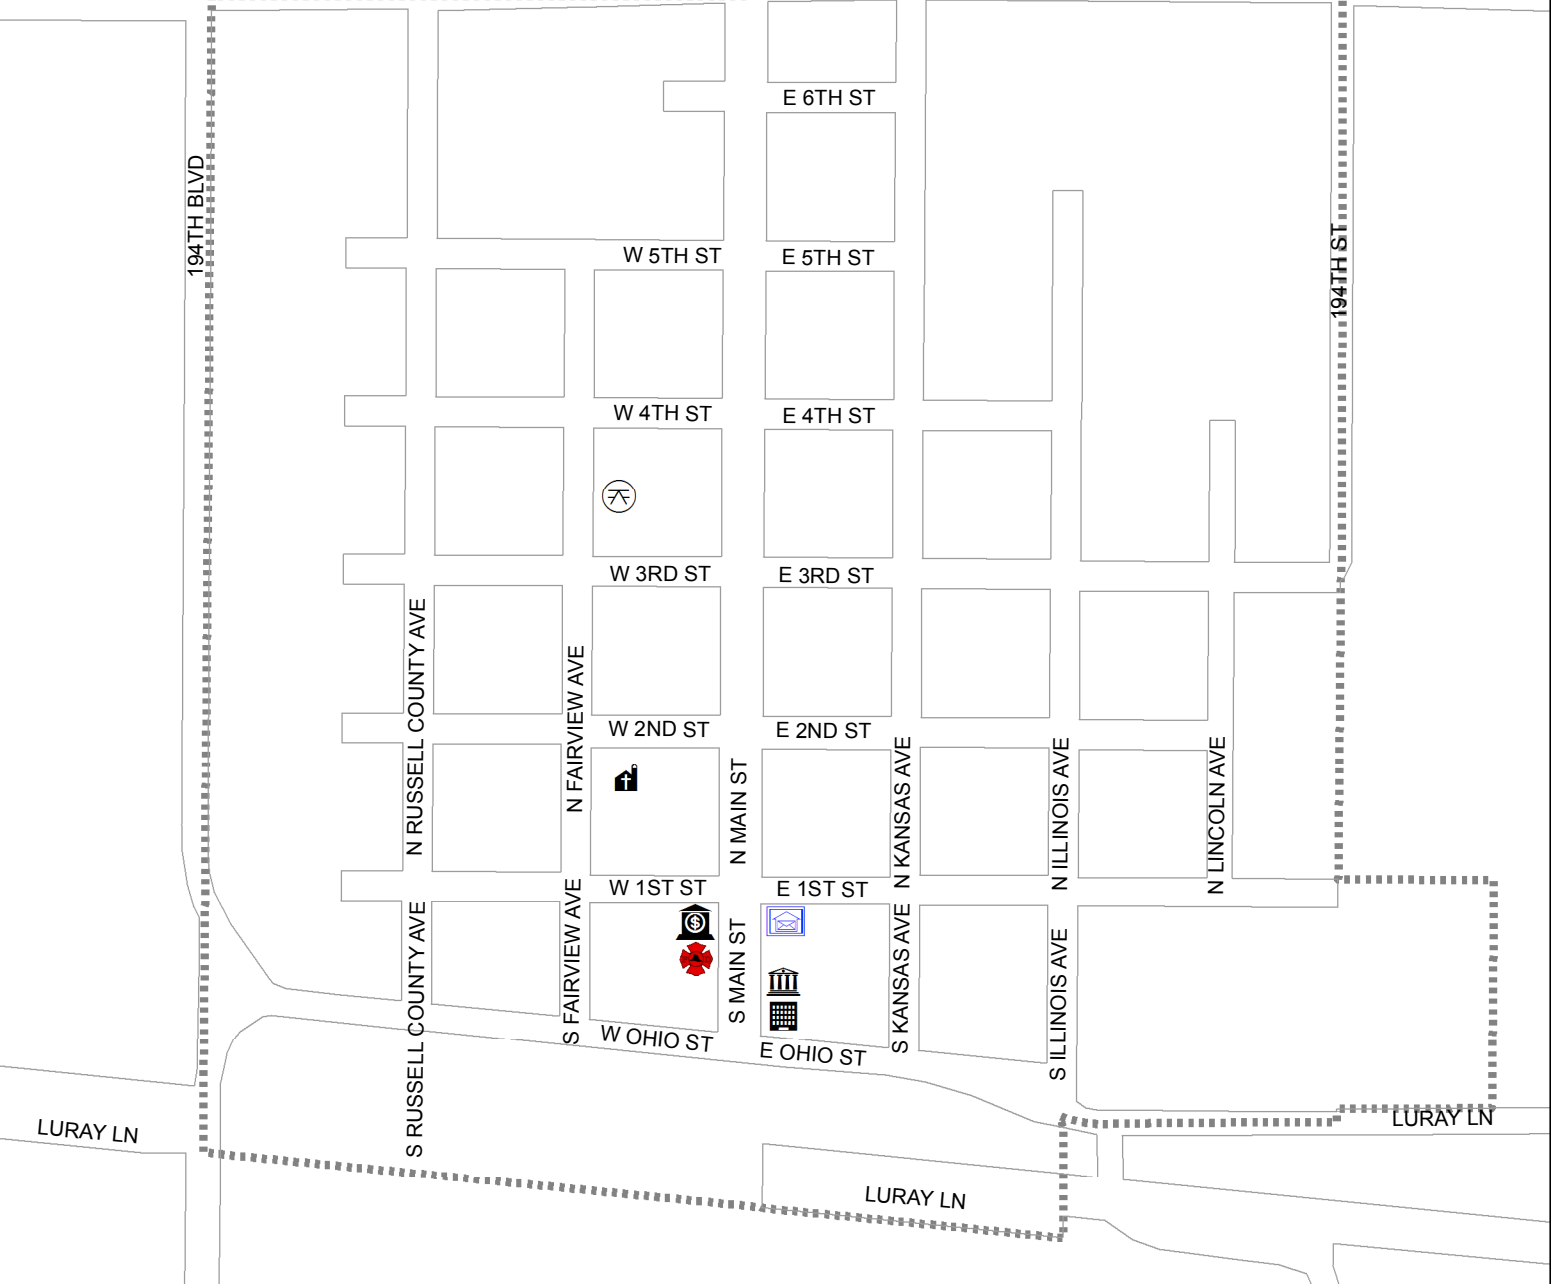 E 6TH ST
194TH BLVD
194TH ST
W 5TH ST
E 5TH ST
W 4TH ST
E 4TH ST
W 3RD ST
E 3RD ST
N RUSSELL COUNTY AVE
N FAIRVIEW AVE
W 2ND ST
E 2ND ST
N MAIN ST
N KANSAS AVE
N ILLINOIS AVE
N LINCOLN AVE
W 1ST ST
E 1ST ST
$
S RUSSELL COUNTY AVE
S FAIRVIEW AVE
S MAIN ST
S KANSAS AVE
S ILLINOIS AVE
W OHIO ST
E OHIO ST
LURAY LN
LURAY LN
LURAY LN